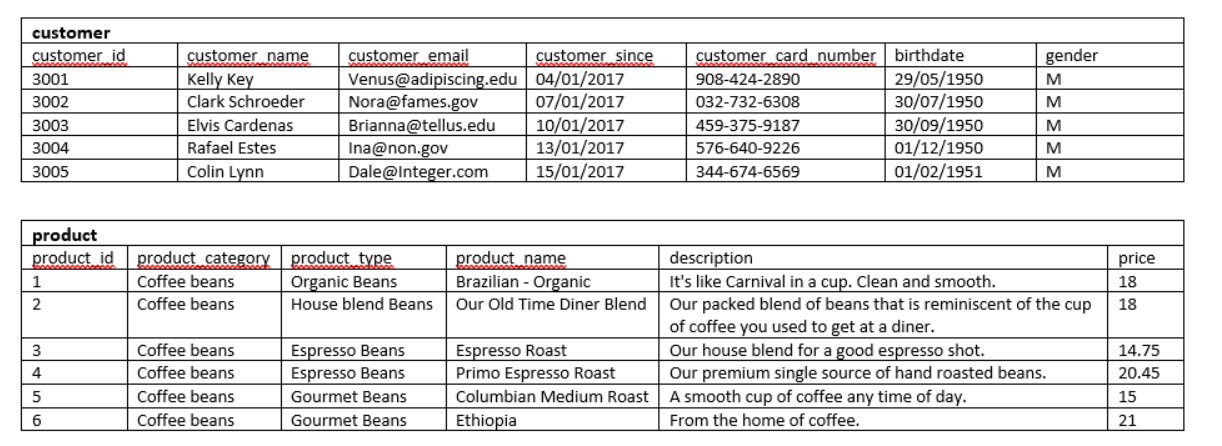 customer
customer_id customer_name customer_email customer_since customer_card_number birthdate gender
3001 Kelly Key Venus@adipiscing.edu 04/01/2017 908-424-2890 29/05/1950 M
3002 Clark Schroeder Nora@fames.gov 07/01/2017 032-732-6308 30/07/1950 M
3003 Elvis Cardenas Brianna@tellus.edu 10/01/2017 459-375-9187 30/09/1950 M
3004 Rafael Estes Ina@non.gov 13/01/2017 576-640-9226 01/12/1950 M
3005 Colin Lynn Dale@Integer.com 15/01/2017 344-674-6569 01/02/1951 M
product
product_id product_category product_type product_name description price
1 Coffee beans Organic Beans Brazilian - Organic It's like Carnival in a cup. Clean and smooth. 18
2 Coffee beans House blend Beans Our Old Time Diner Blend Our packed blend of beans that is reminiscent of the cup 18
of coffee you used to get at a diner.
3 Coffee beans Espresso Beans Espresso Roast Our house blend for a good espresso shot. 14.75
4 Coffee beans Espresso Beans Primo Espresso Roast Our premium single source of hand roasted beans. 20.45
5 Coffee beans Gourmet Beans Columbian Medium Roast A smooth cup of coffee any time of day. 15
6 Coffee beans Gourmet Beans Ethiopia From the home of coffee. 21